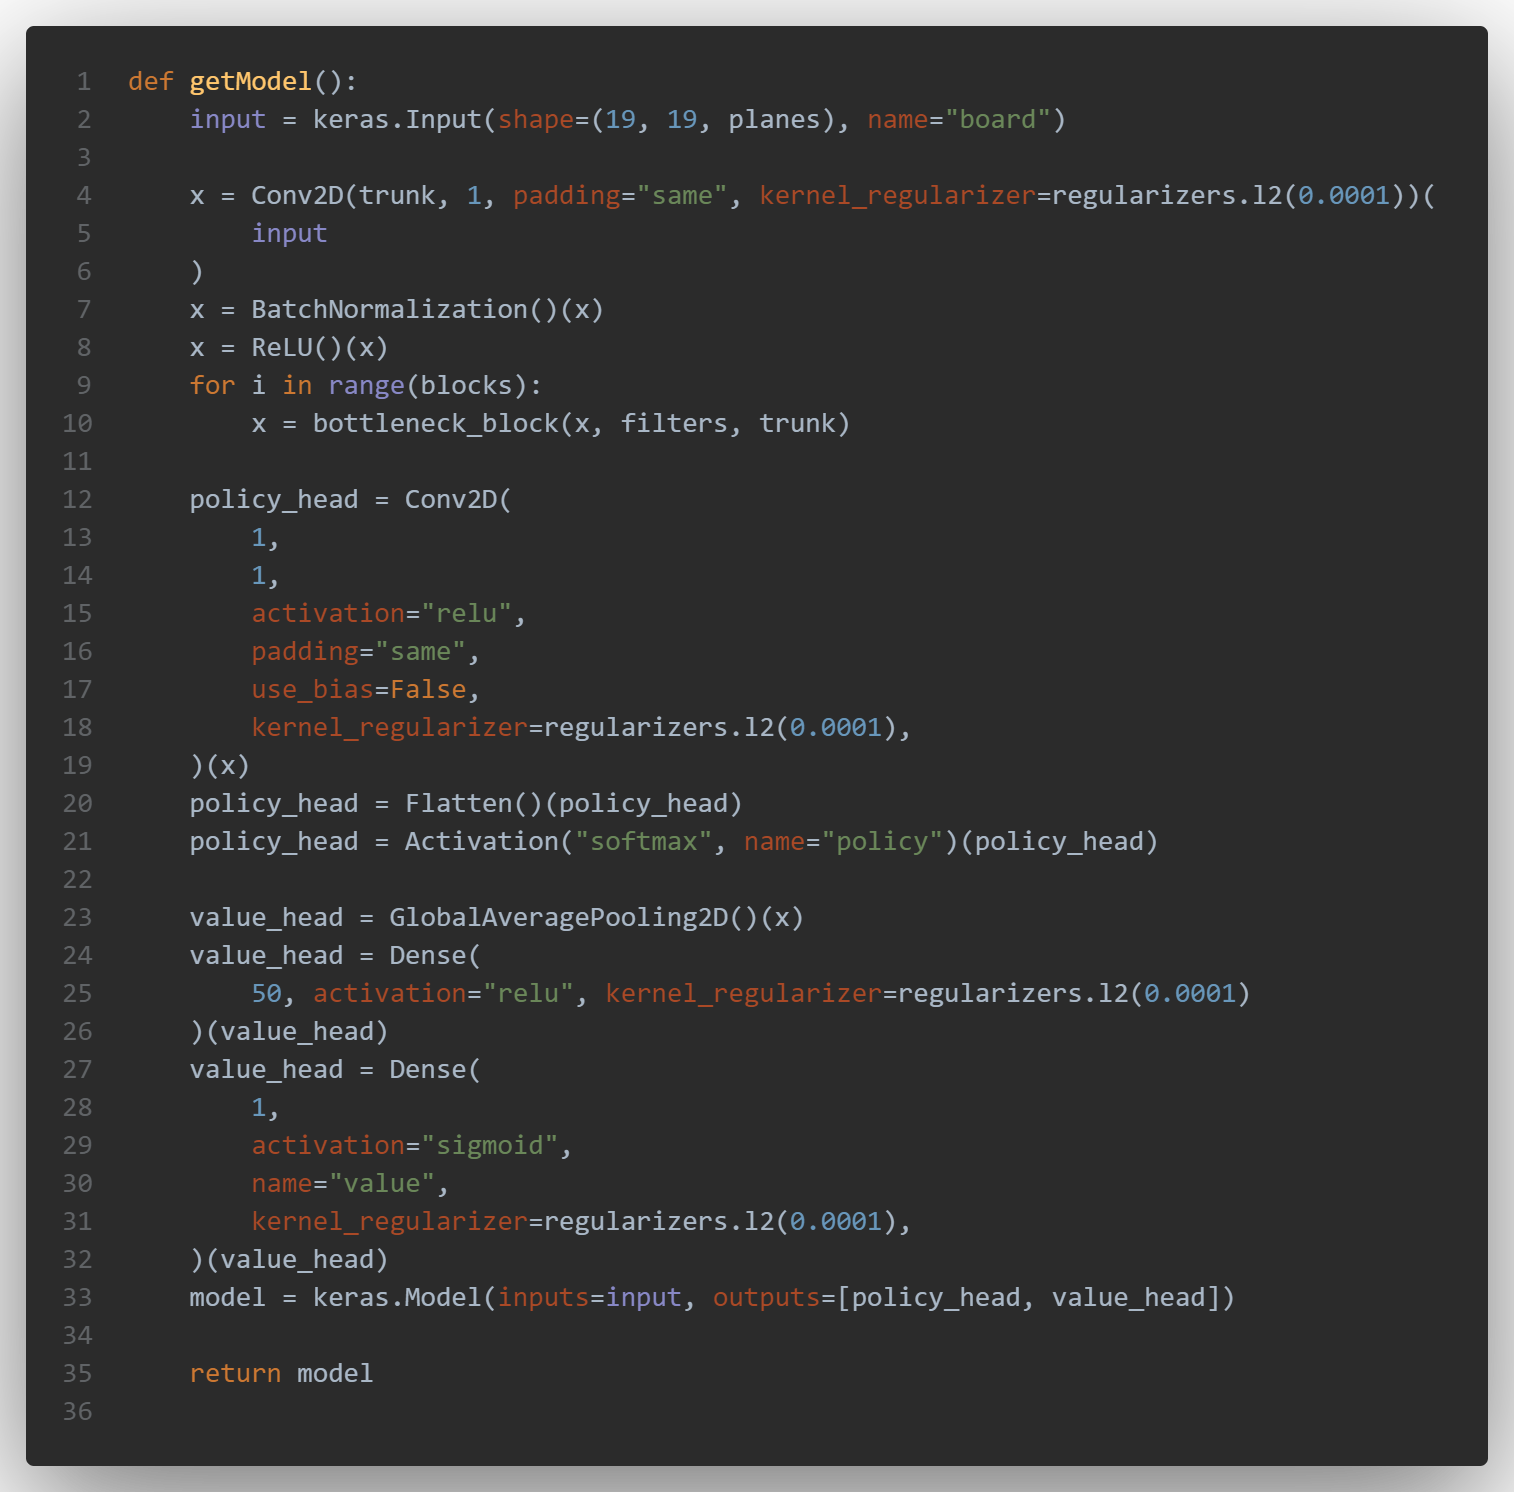 1 def getModel():
2     input = keras.Input(shape=(19, 19, planes), name="board")
3
4     x = Conv2D(trunk, 1, padding="same", kernel_regularizer=regularizers.l2(0.0001))(
5         input
6     )
7     x = BatchNormalization()(x)
8     x = ReLU()(x)
9     for i in range(blocks):
10         x = bottleneck_block(x, filters, trunk)
11
12     policy_head = Conv2D(
13         1,
14         1,
15         activation="relu",
16         padding="same",
17         use_bias=False,
18         kernel_regularizer=regularizers.l2(0.0001),
19     )(x)
20     policy_head = Flatten()(policy_head)
21     policy_head = Activation("softmax", name="policy")(policy_head)
22
23     value_head = GlobalAveragePooling2D()(x)
24     value_head = Dense(
25         50, activation="relu", kernel_regularizer=regularizers.l2(0.0001)
26     )(value_head)
27     value_head = Dense(
28         1,
29         activation="sigmoid",
30         name="value",
31         kernel_regularizer=regularizers.l2(0.0001),
32     )(value_head)
33     model = keras.Model(inputs=input, outputs=[policy_head, value_head])
34
35     return model
36